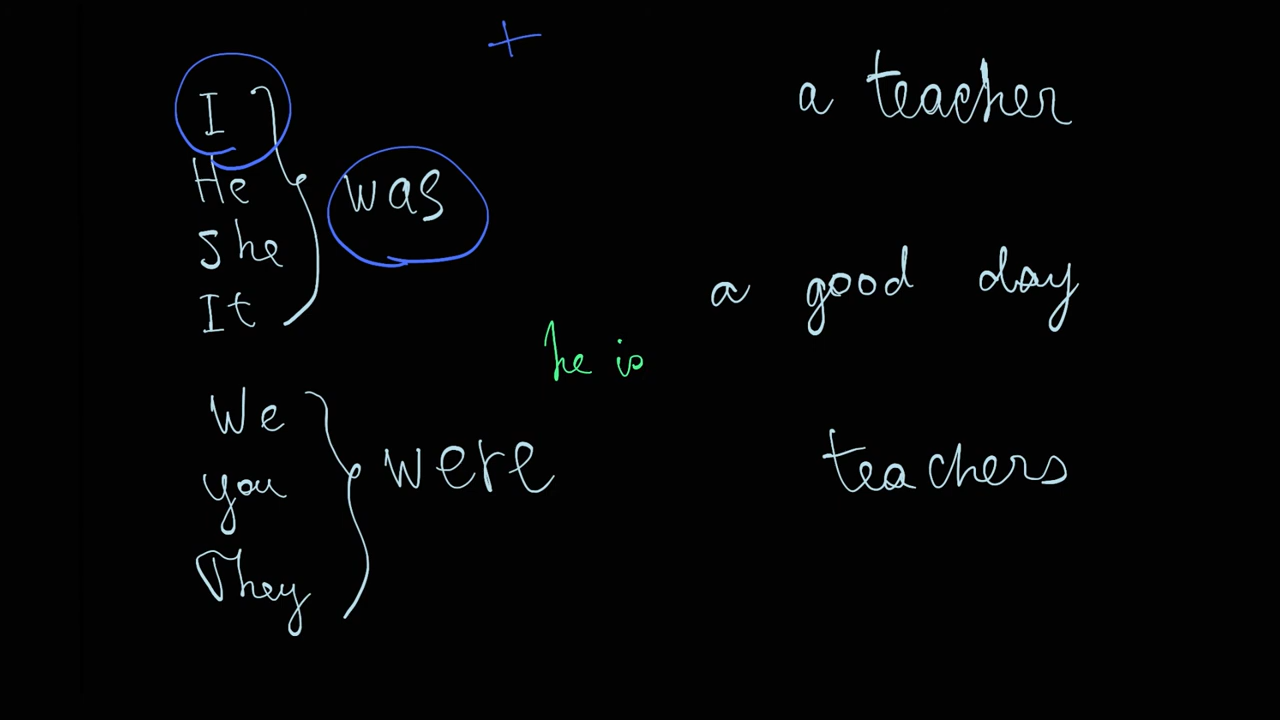 +
I
He
She
It
was
a teacher
a good day
he is
We
you
They
were
teachers